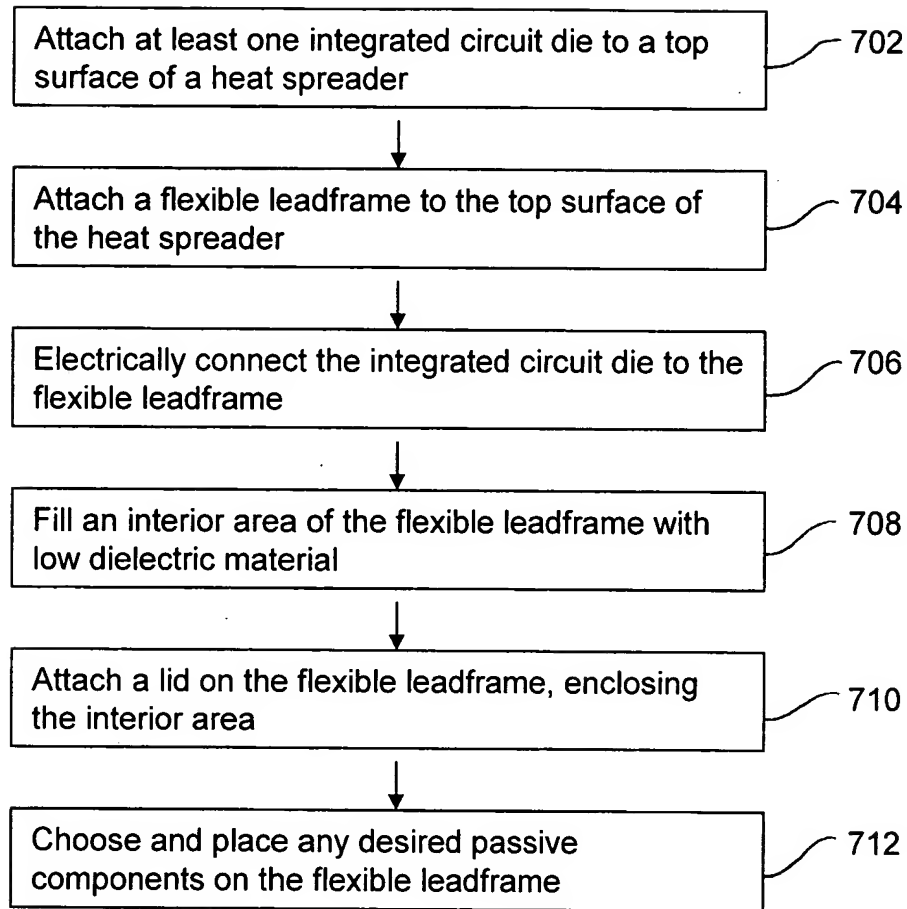 Attach at least one integrated circuit die to a top
surface of a heat spreader
702
Attach a flexible leadframe to the top surface of
the heat spreader
704
Electrically connect the integrated circuit die to the
flexible leadframe
706
Fill an interior area of the flexible leadframe with
low dielectric material
708
Attach a lid on the flexible leadframe, enclosing
the interior area
710
Choose and place any desired passive
components on the flexible leadframe
712